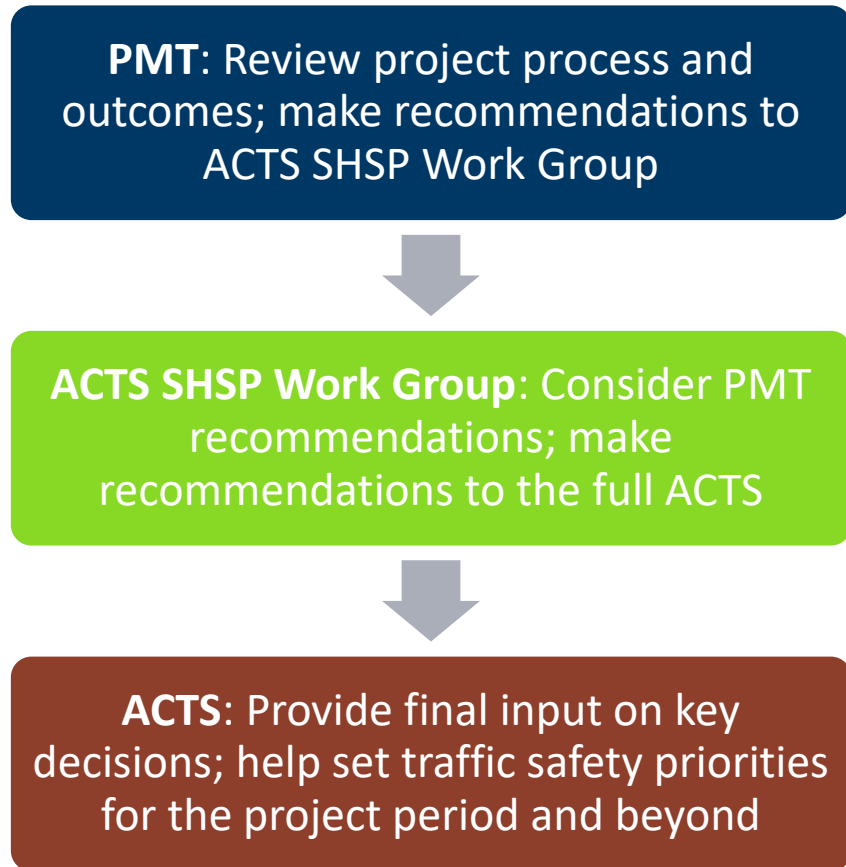 PMT: Review project process and
outcomes; make recommendations to
ACTS SHSP Work Group
ACTS SHSP Work Group: Consider PMT
recommendations; make
recommendations to the full ACTS
ACTS: Provide final input on key
decisions; help set traffic safety priorities
for the project period and beyond